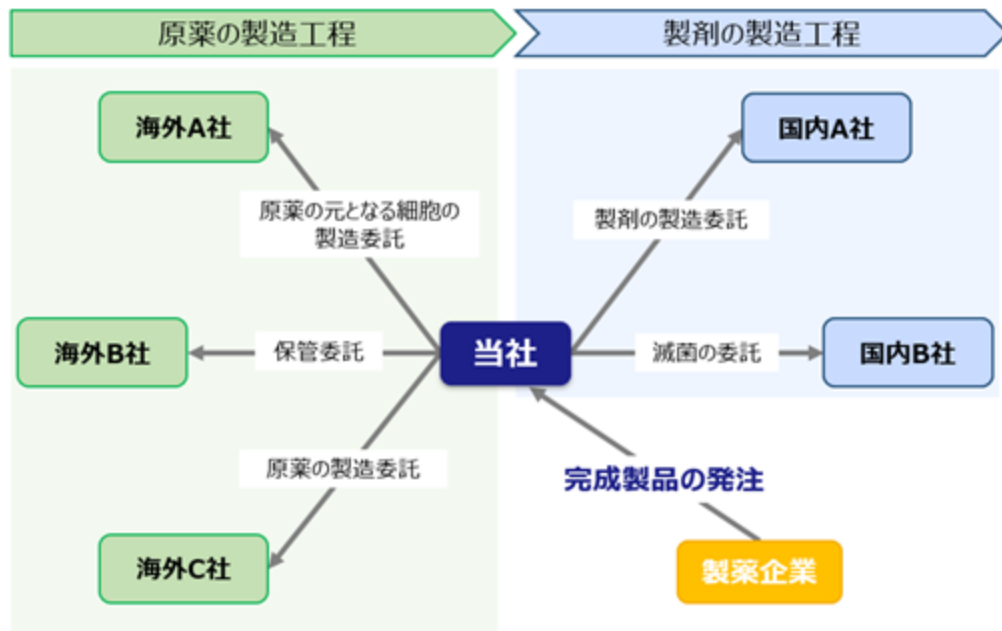 原薬の製造工程
製剤の製造工程
海外A社
国内A社
原薬の元となる細胞の
製造委託
製剤の製造委託
海外B社
保管委託
当社
滅菌の委託
国内B社
原薬の製造委託
完成製品の発注
海外C社
製薬企業